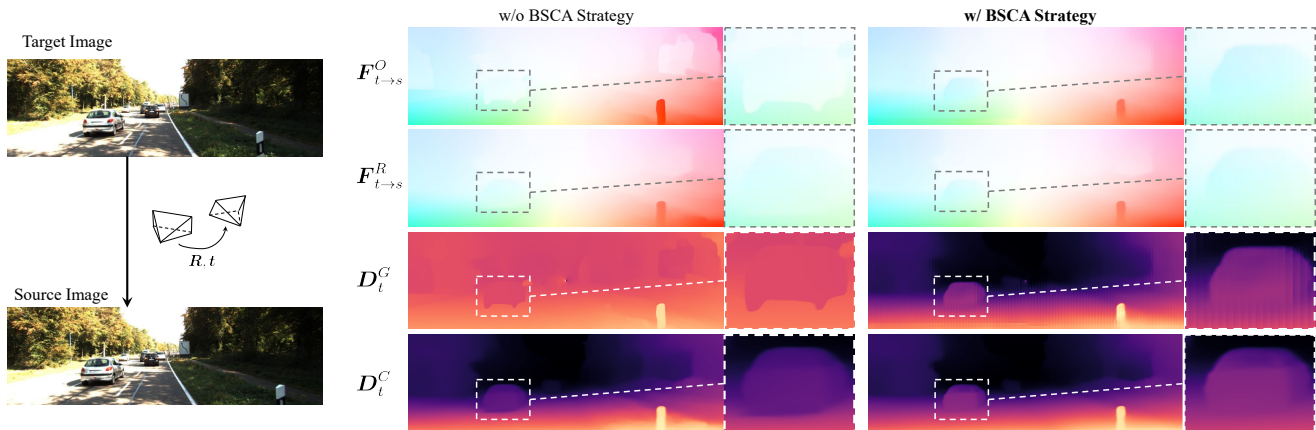 w/o BSCA Strategy
w/ BSCA Strategy
Target Image
F^O_{t→s}
F^R_{t→s}
R, t
D^G_t
Source Image
D^C_t